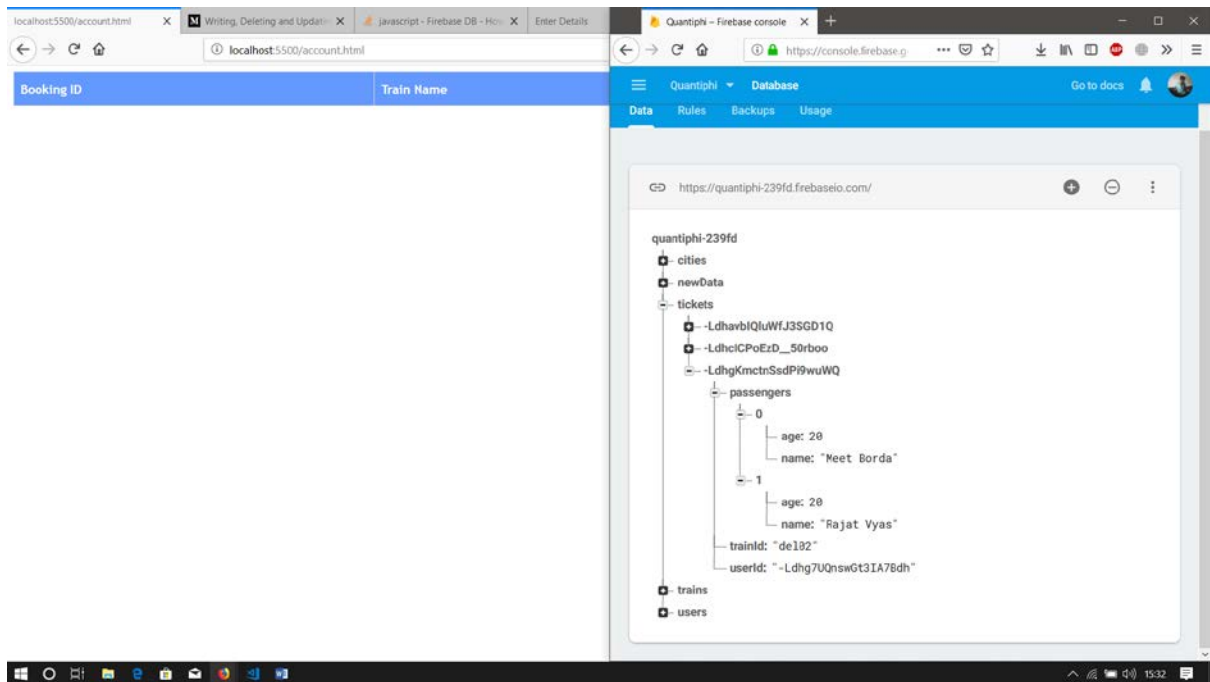 localhost:5500/account.html
Writing, Deleting and Updatin
javascript - Firebase DB - How
Enter Details
localhost:5500/account.html
Booking ID
Train Name
Quantiphi – Firebase console
https://console.firebase.g
Quantiphi
Database
Go to docs
Data
Rules
Backups
Usage
https://quantiphi-239fd.firebaseio.com/
quantiphi-239fd
cities
newData
tickets
-LdhavblQluWfJ3SGD1Q
-LdhclCPoEzD__50rboo
-LdhgKmctnSsdPi9wuWQ
passengers
0
age: 20
name: "Meet Borda"
1
age: 20
name: "Rajat Vyas"
trainId: "del02"
userId: "-Ldhg7UQnswGt3IA7Bdh"
trains
users
15:32